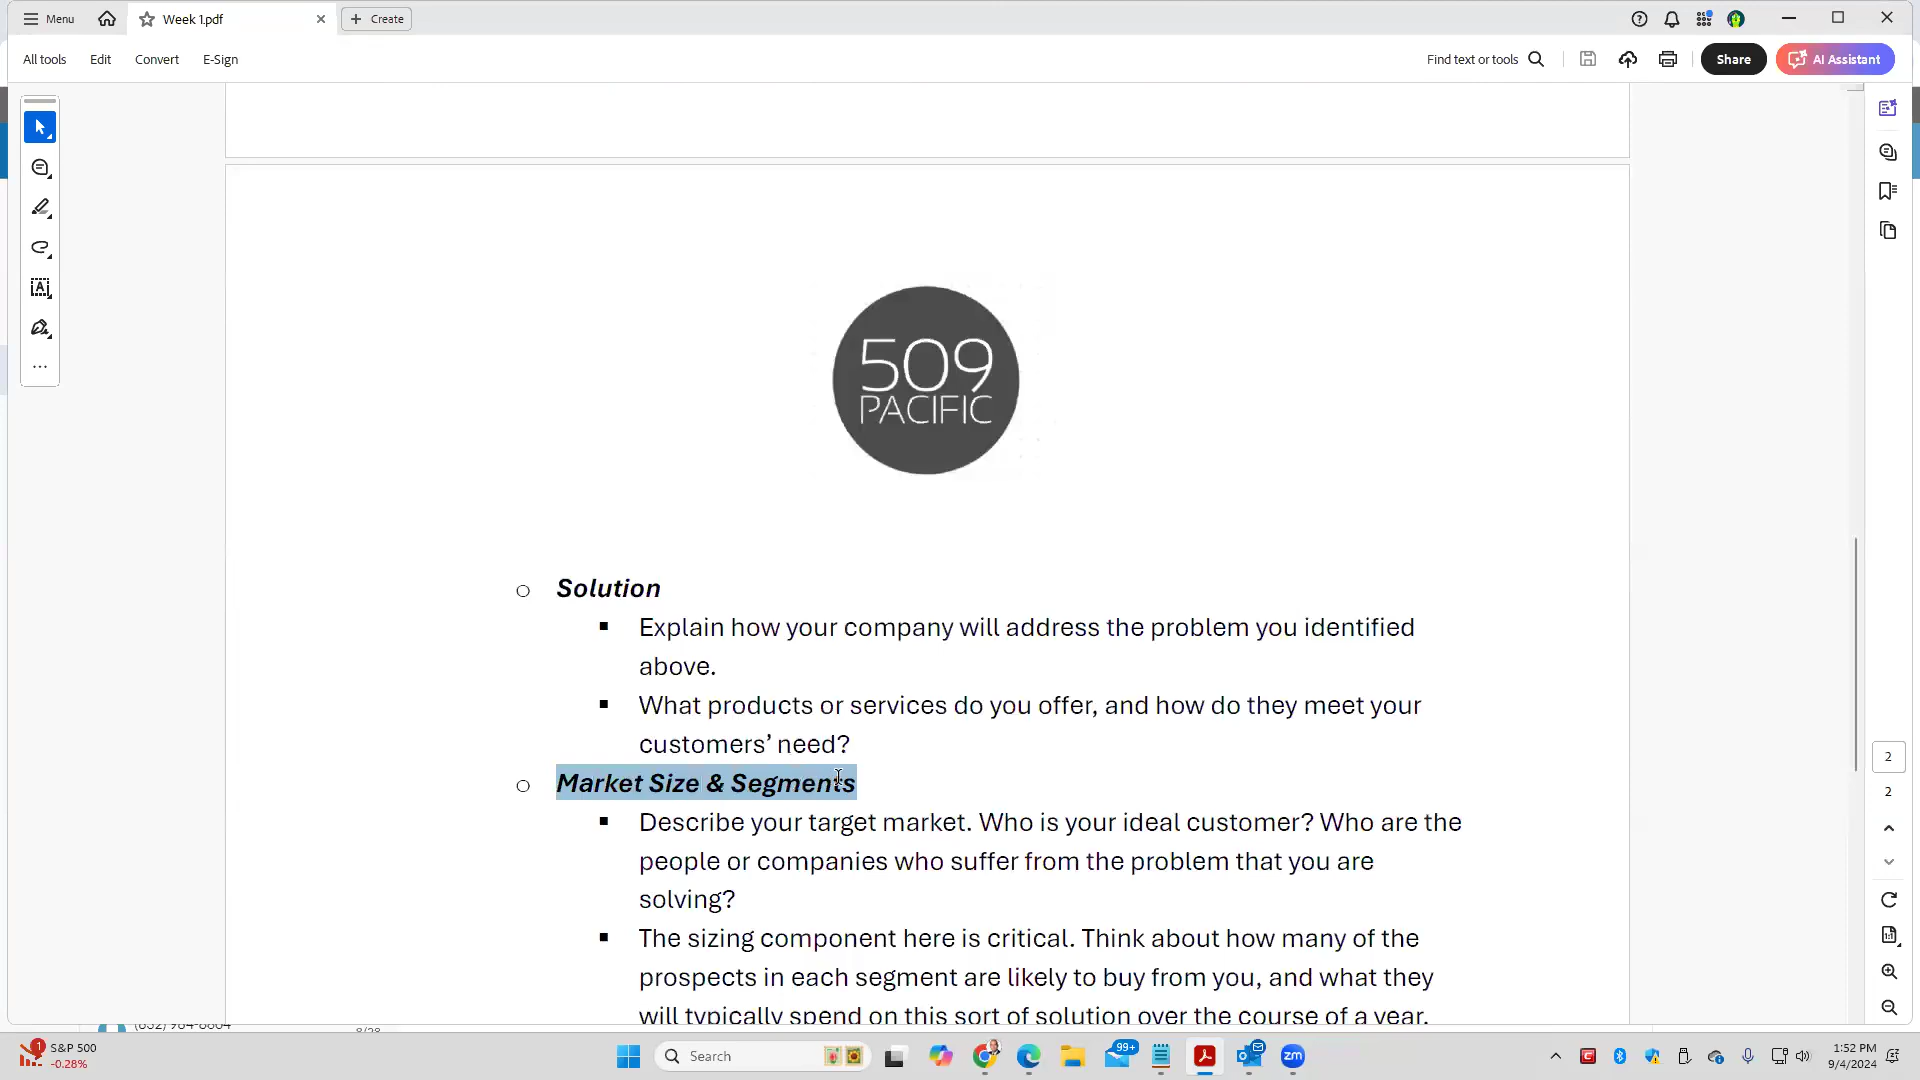 Menu
Week 1.pdf
Create
All tools
Edit
Convert
E-Sign
Find text or tools
Share
AI Assistant
509
PACIFIC
Solution
Explain how your company will address the problem you identified
above.
What products or services do you offer, and how do they meet your
customers’ need?
Market Size & Segments
Describe your target market. Who is your ideal customer? Who are the
people or companies who suffer from the problem that you are
solving?
The sizing component here is critical. Think about how many of the
prospects in each segment are likely to buy from you, and what they
will typically spend on this sort of solution over the course of a year.
2
2
S&P 500
-0.28%
1
Search
99+
zm
1:52 PM
9/4/2024